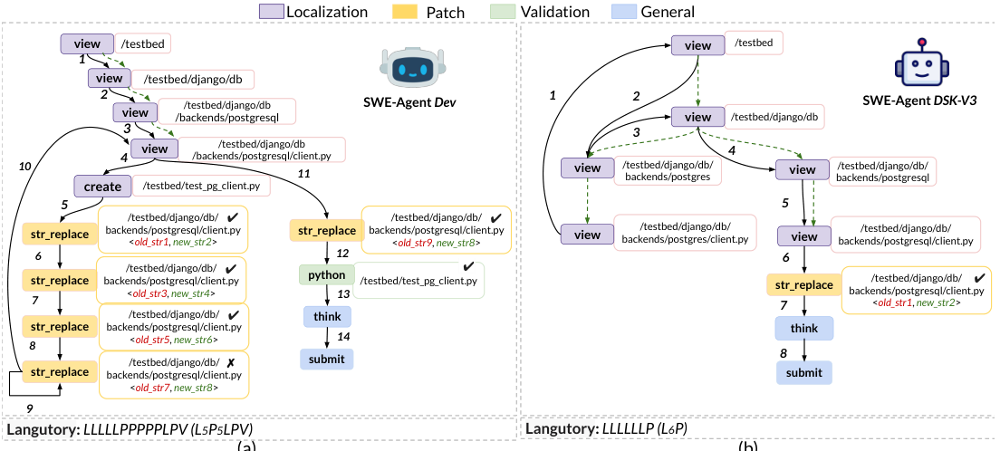 Localization Patch Validation General
view
/testbed
1
view
/testbed/django/db
2
view
/testbed/django/db
/backends/postgresql
3
view
/testbed/django/db
/backends/postgresql/client.py
4
10
11
create
/testbed/test_pg_client.py
5
str_replace
/testbed/django/db/ ✔
backends/postgresql/client.py
<old_str1, new_str2>
6
str_replace
/testbed/django/db/ ✔
backends/postgresql/client.py
<old_str3, new_str4>
7
str_replace
/testbed/django/db/ ✔
backends/postgresql/client.py
<old_str5, new_str6>
8
str_replace
/testbed/django/db/ ✗
backends/postgresql/client.py
<old_str7, new_str8>
9
str_replace
/testbed/django/db/ ✔
backends/postgresql/client.py
<old_str9, new_str8>
12
python
✔
/testbed/test_pg_client.py
13
think
14
submit
SWE-Agent Dev
Langutory: LLLLLPPPPPLPV (L5P5LPV)
(a)
view
/testbed
1
2
view
/testbed/django/db
3
4
view
/testbed/django/db/
backends/postgres
view
/testbed/django/db/
backends/postgresql
view
/testbed/django/db/
backends/postgres/client.py
5
view
/testbed/django/db/
backends/postgresql/client.py
6
str_replace
/testbed/django/db/ ✔
backends/postgresql/client.py
<old_str1, new_str2>
7
think
8
submit
SWE-Agent DSK-V3
Langutory: LLLLLLP (L6P)
(b)